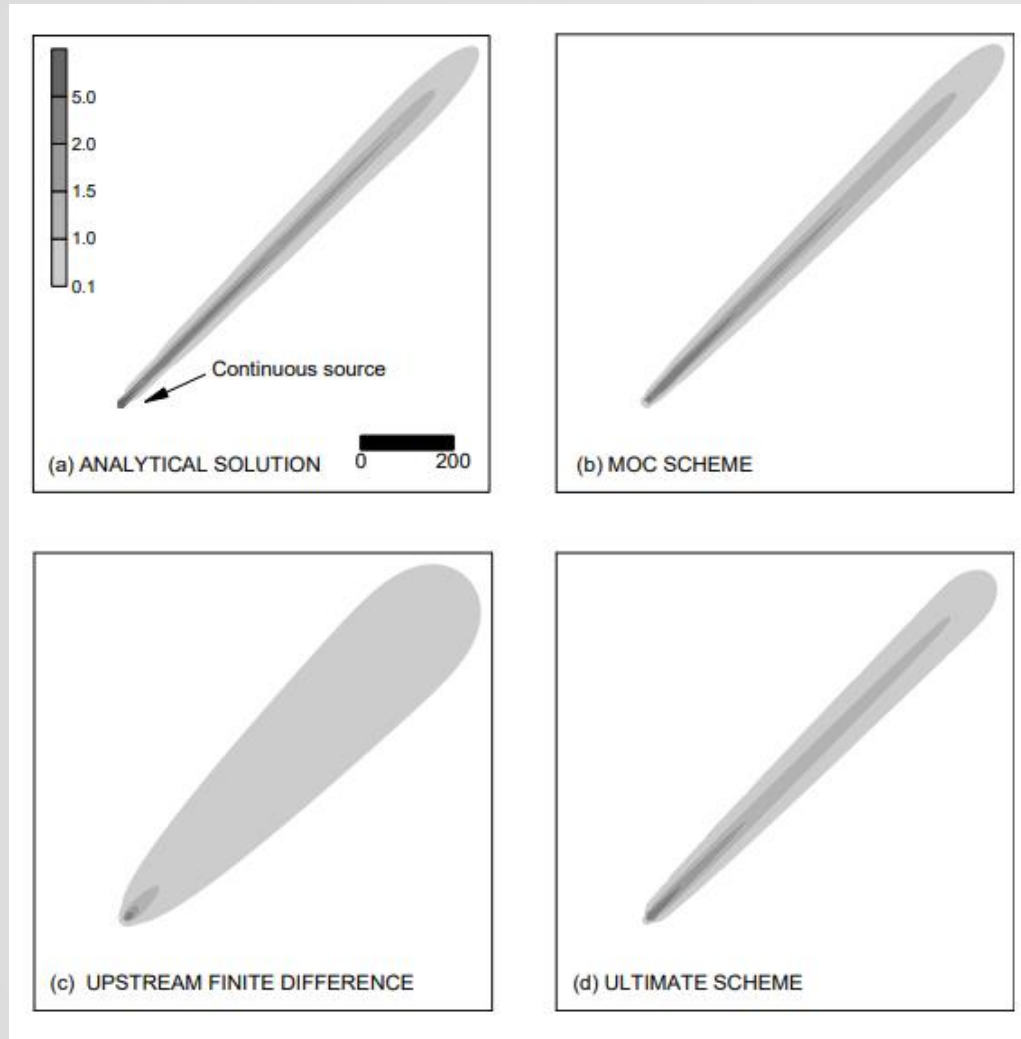 5.0
2.0
1.5
1.0
0.1
Continuous source
(a) ANALYTICAL SOLUTION
0 200
(b) MOC SCHEME
(c) UPSTREAM FINITE DIFFERENCE
(d) ULTIMATE SCHEME